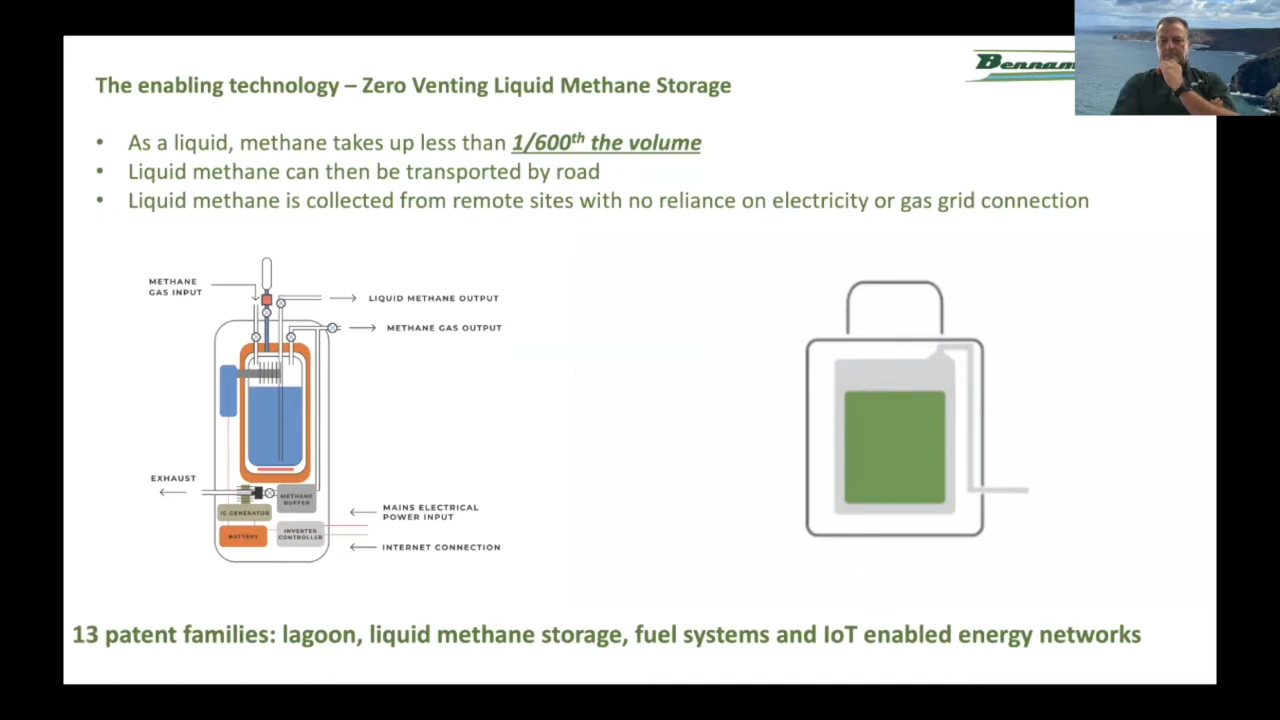 The enabling technology – Zero Venting Liquid Methane Storage
• As a liquid, methane takes up less than 1/600th the volume
• Liquid methane can then be transported by road
• Liquid methane is collected from remote sites with no reliance on electricity or gas grid connection
METHANE
GAS INPUT
LIQUID METHANE OUTPUT
METHANE GAS OUTPUT
EXHAUST
METHANE
BUFFER
IC GENERATOR
BATTERY
INVERTER
CONTROLLER
MAINS ELECTRICAL
POWER INPUT
INTERNET CONNECTION
13 patent families: lagoon, liquid methane storage, fuel systems and IoT enabled energy networks